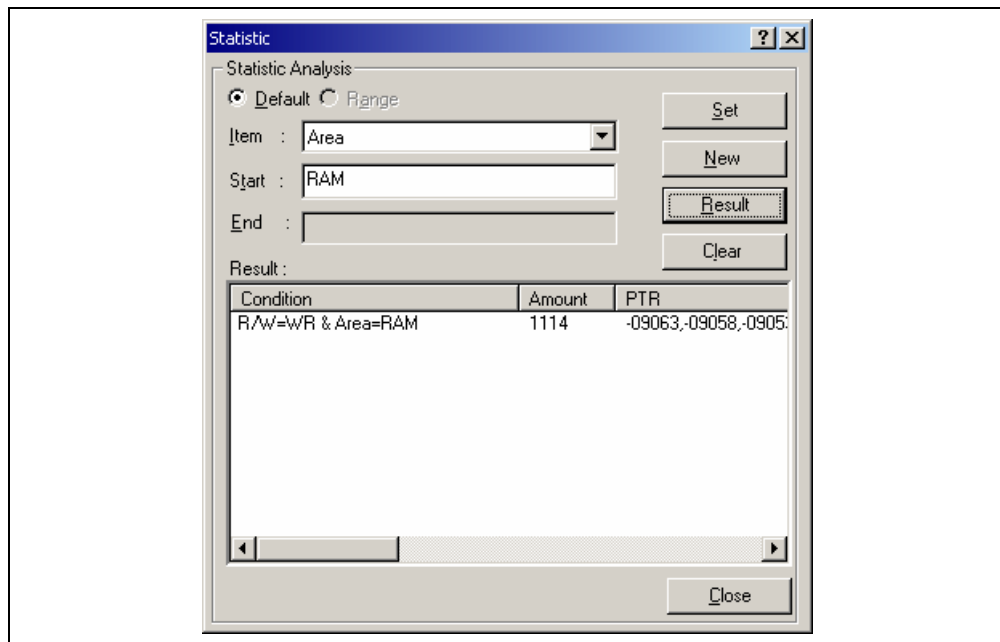 Statistic
Statistic Analysis
Default Range
Set
Item : Area
New
Start : RAM
Result
End :
Clear
Result :
Condition Amount PTR
R/W=WR & Area=RAM 1114 -09063,-09058,-0905
Close